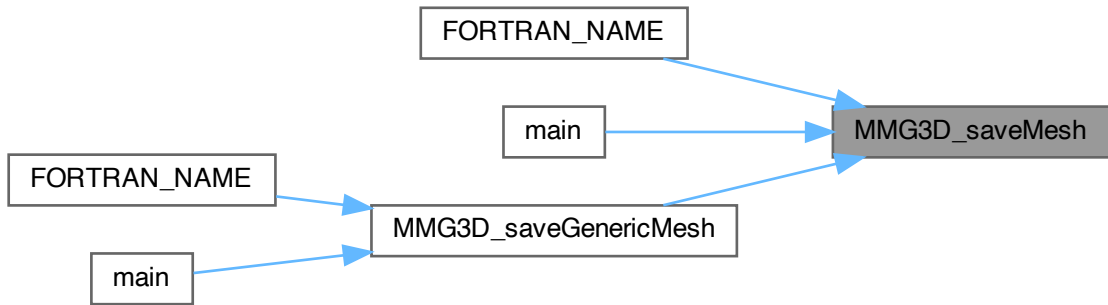 FORTRAN_NAME
main
MMG3D_saveMesh
FORTRAN_NAME
MMG3D_saveGenericMesh
main